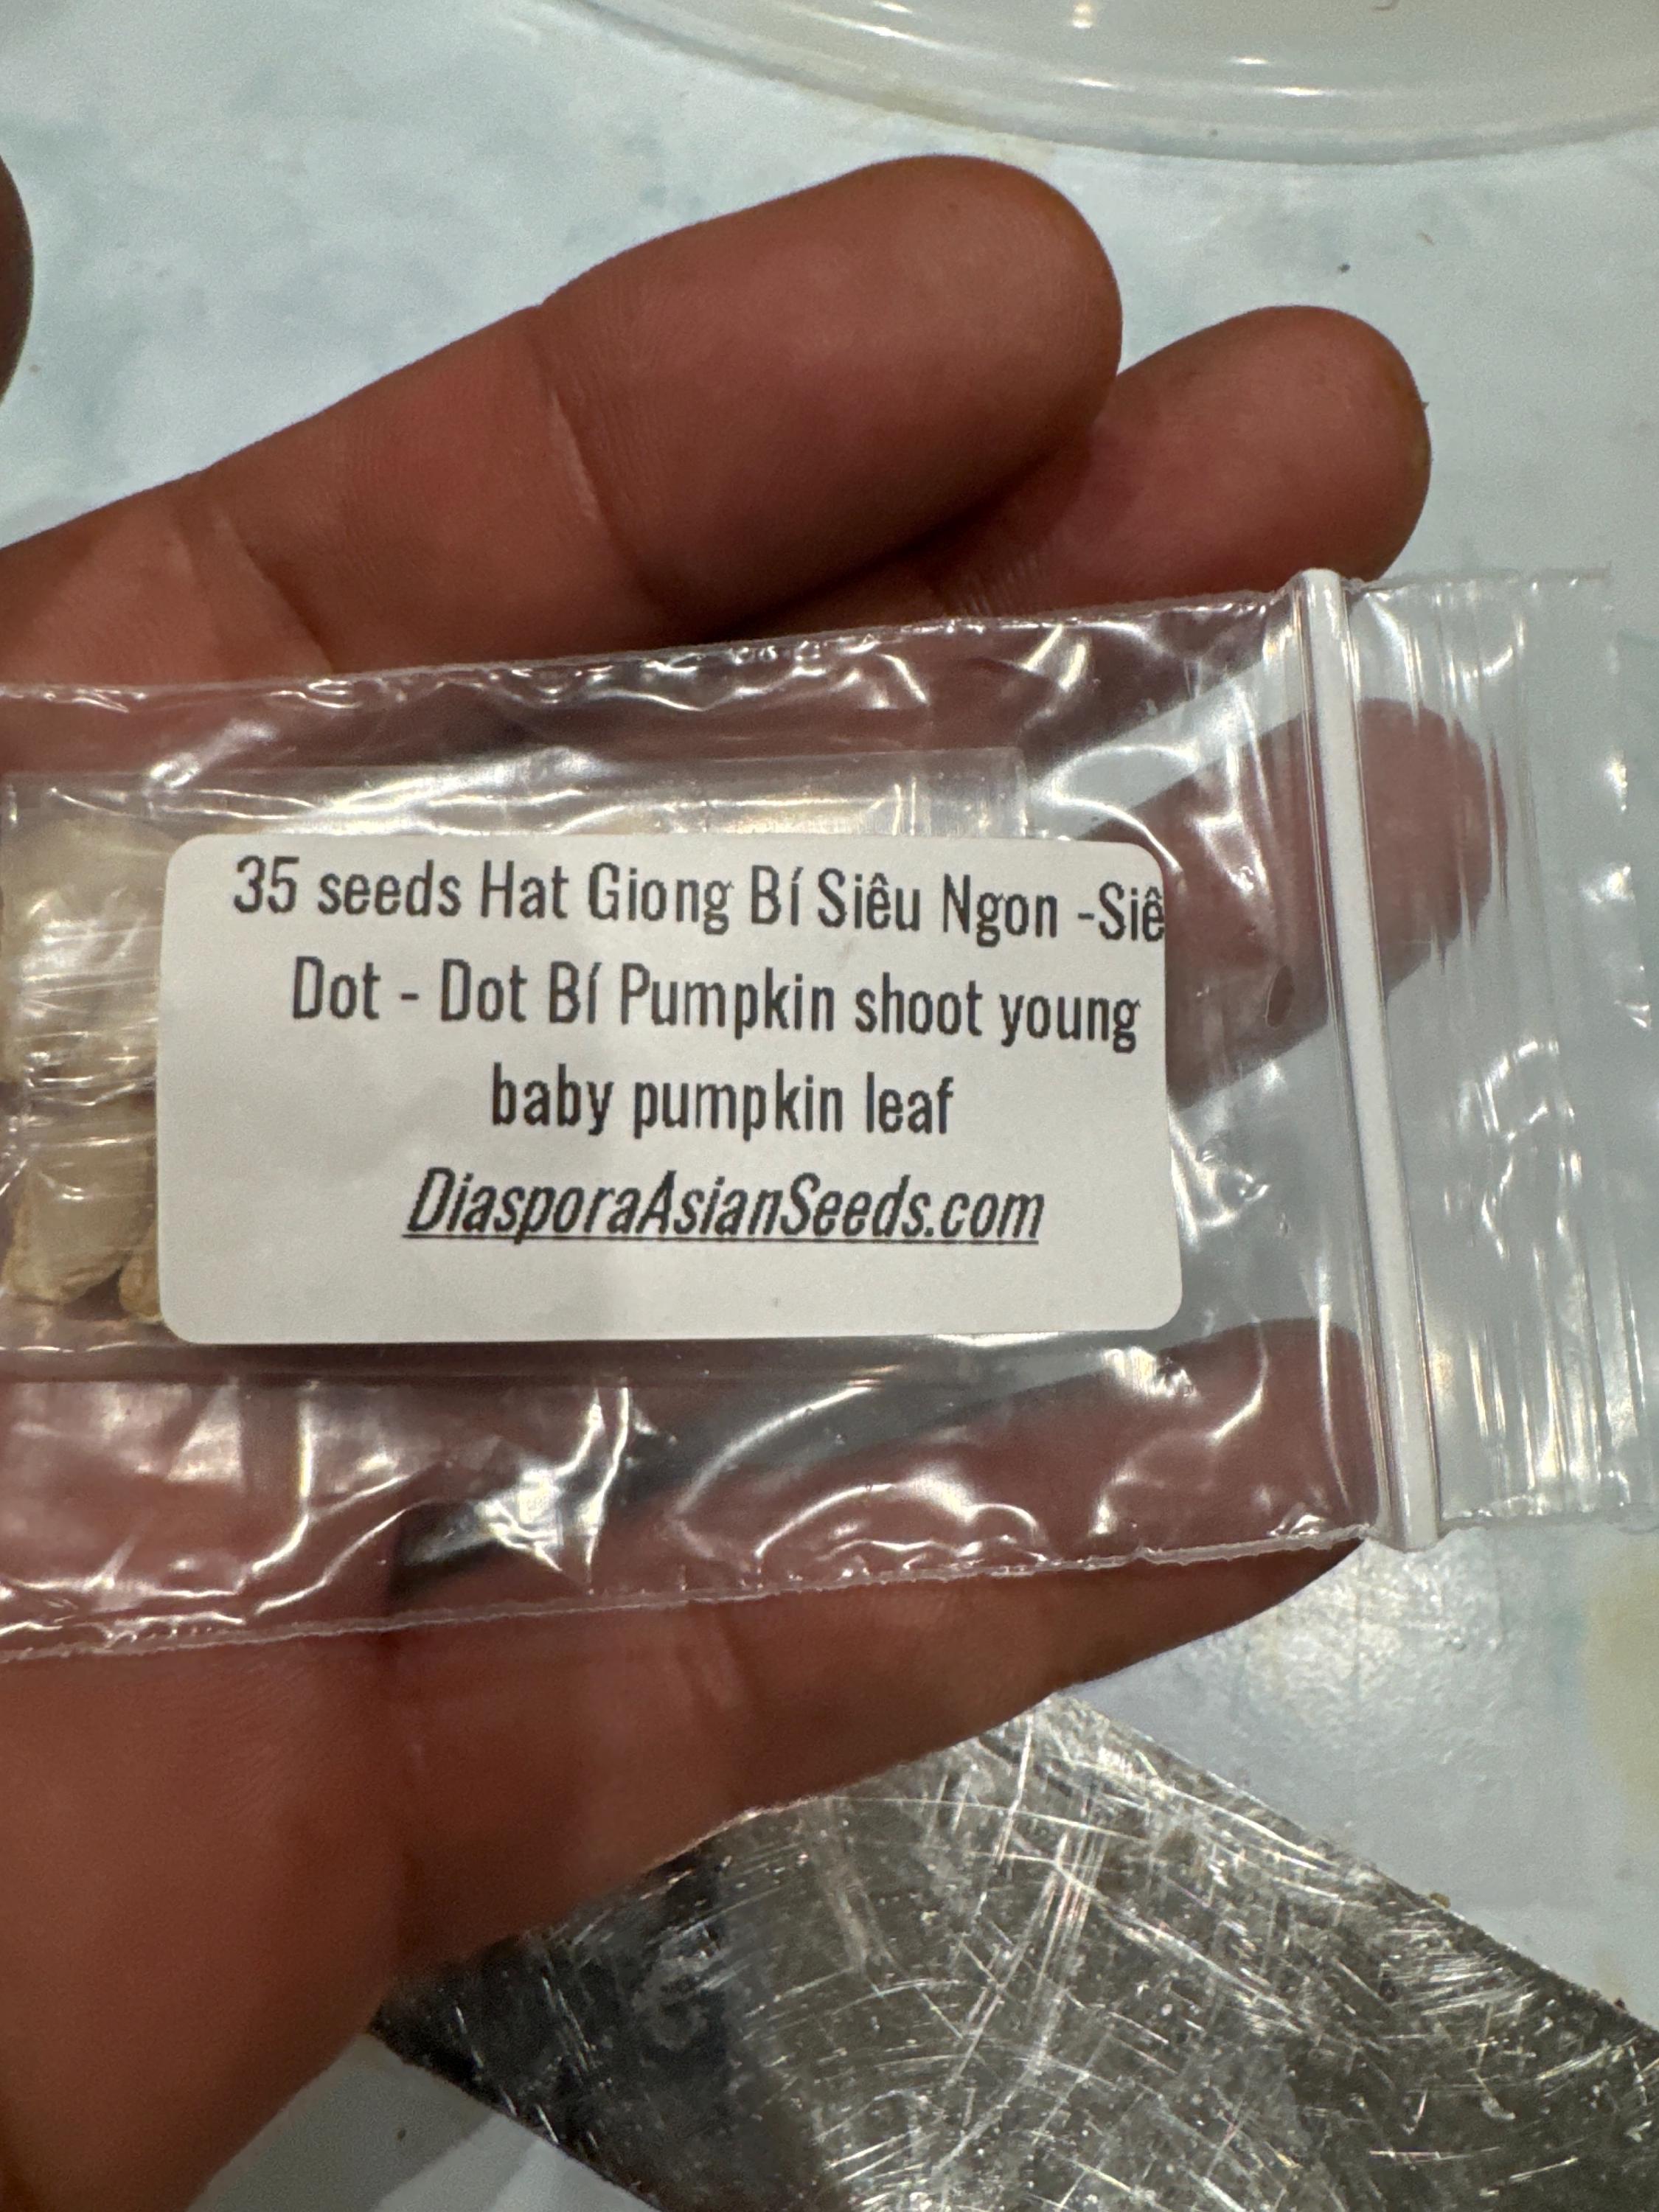 35 seeds Hat Giong Bí Siêu Ngon -Siê
Dot - Dot Bí Pumpkin shoot young
baby pumpkin leaf
DiasporaAsianSeeds.com